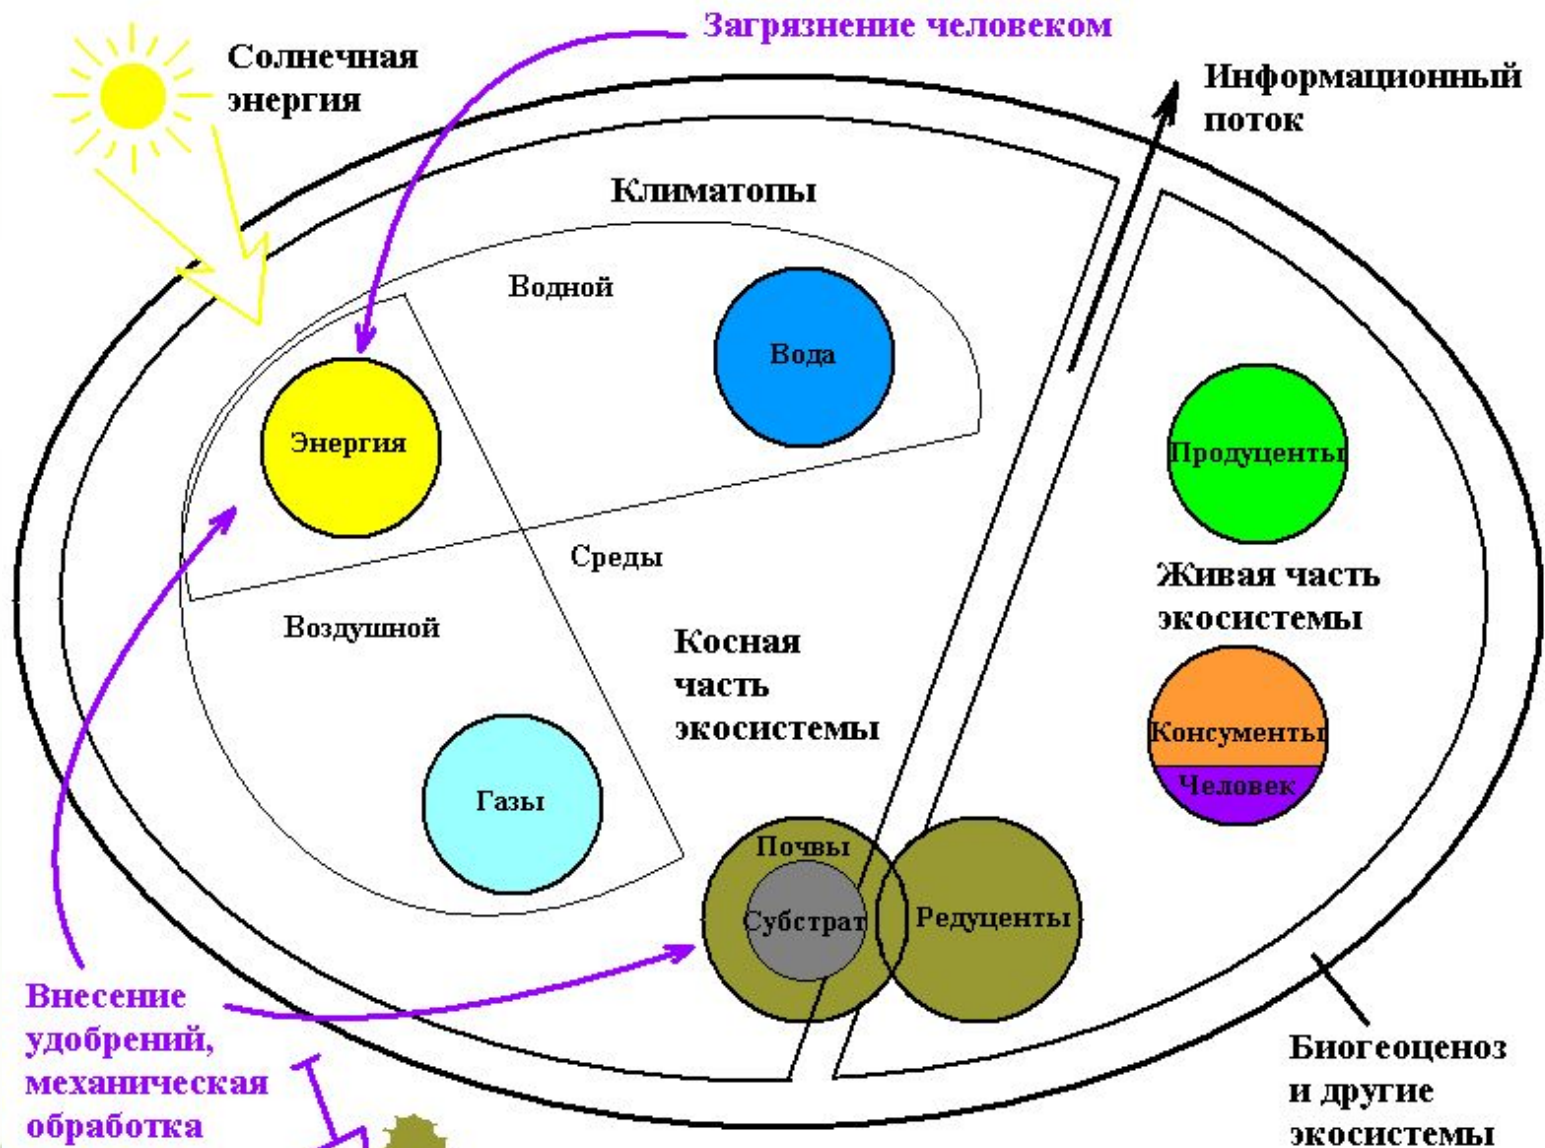 Загрязнение человеком
Солнечная
энергия
Информационный
поток
Климатопы
Водной
Вода
Энергия
Продуценты
Среды
Живая часть
экосистемы
Воздушной
Косная
часть
экосистемы
Консументы
Человек
Газы
Почвы
Субстрат
Редуценты
Внесение
удобрений,
механическая
обработка
Биогеоценоз
и другие
экосистемы